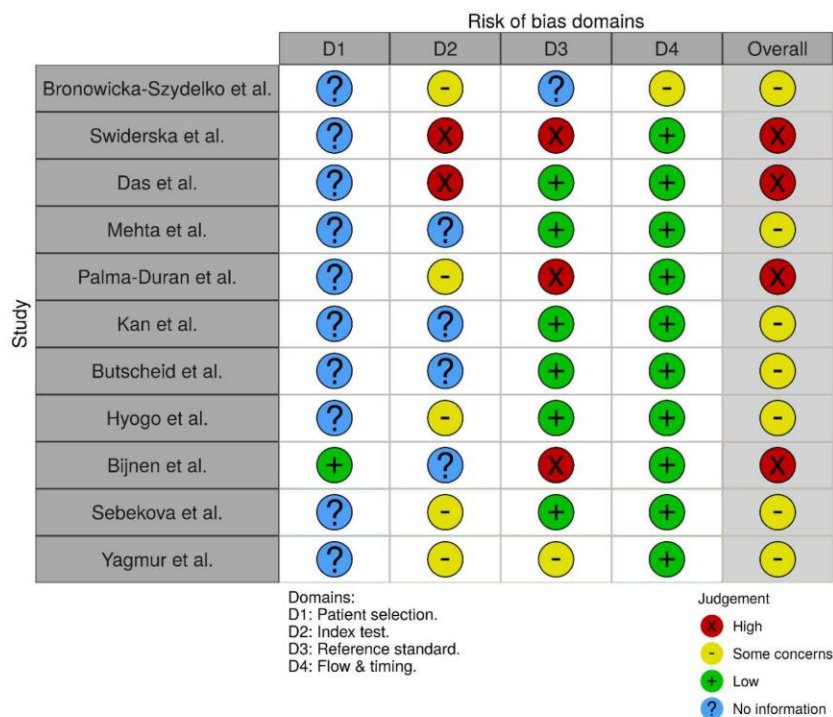 Risk of bias domains
D1 D2 D3 D4 Overall
Study
Bronowicka-Szydelko et al. ? - ? - -
Swiderska et al. ? X X + X
Das et al. ? X + + X
Mehta et al. ? ? + + -
Palma-Duran et al. ? - X + X
Kan et al. ? ? + + -
Butscheid et al. ? ? + + -
Hyogo et al. ? - + + -
Bijnen et al. + ? X + X
Sebekova et al. ? - + + -
Yagmur et al. ? - - + -
Domains:
D1: Patient selection.
D2: Index test.
D3: Reference standard.
D4: Flow & timing.
Judgement
X High
- Some concerns
+ Low
? No information